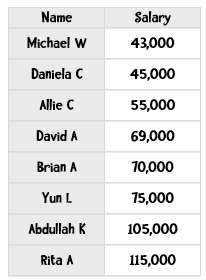 Name Salary
Michael W 43,000
Daniela C 45,000
Allie C 55,000
David A 69,000
Brian A 70,000
Yun L 75,000
Abdullah K 105,000
Rita A 115,000